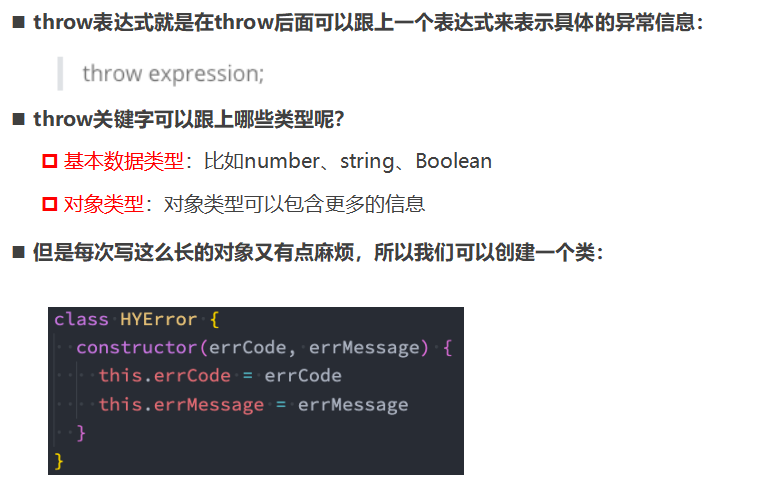 throw表达式就是在throw后面可以跟上一个表达式来表示具体的异常信息：
throw expression;
throw关键字可以跟上哪些类型呢？
基本数据类型：比如number、string、Boolean
对象类型：对象类型可以包含更多的信息
但是每次写这么长的对象又有点麻烦，所以我们可以创建一个类：
class HYError {
  constructor(errCode, errMessage) {
    this.errCode = errCode
    this.errMessage = errMessage
  }
}